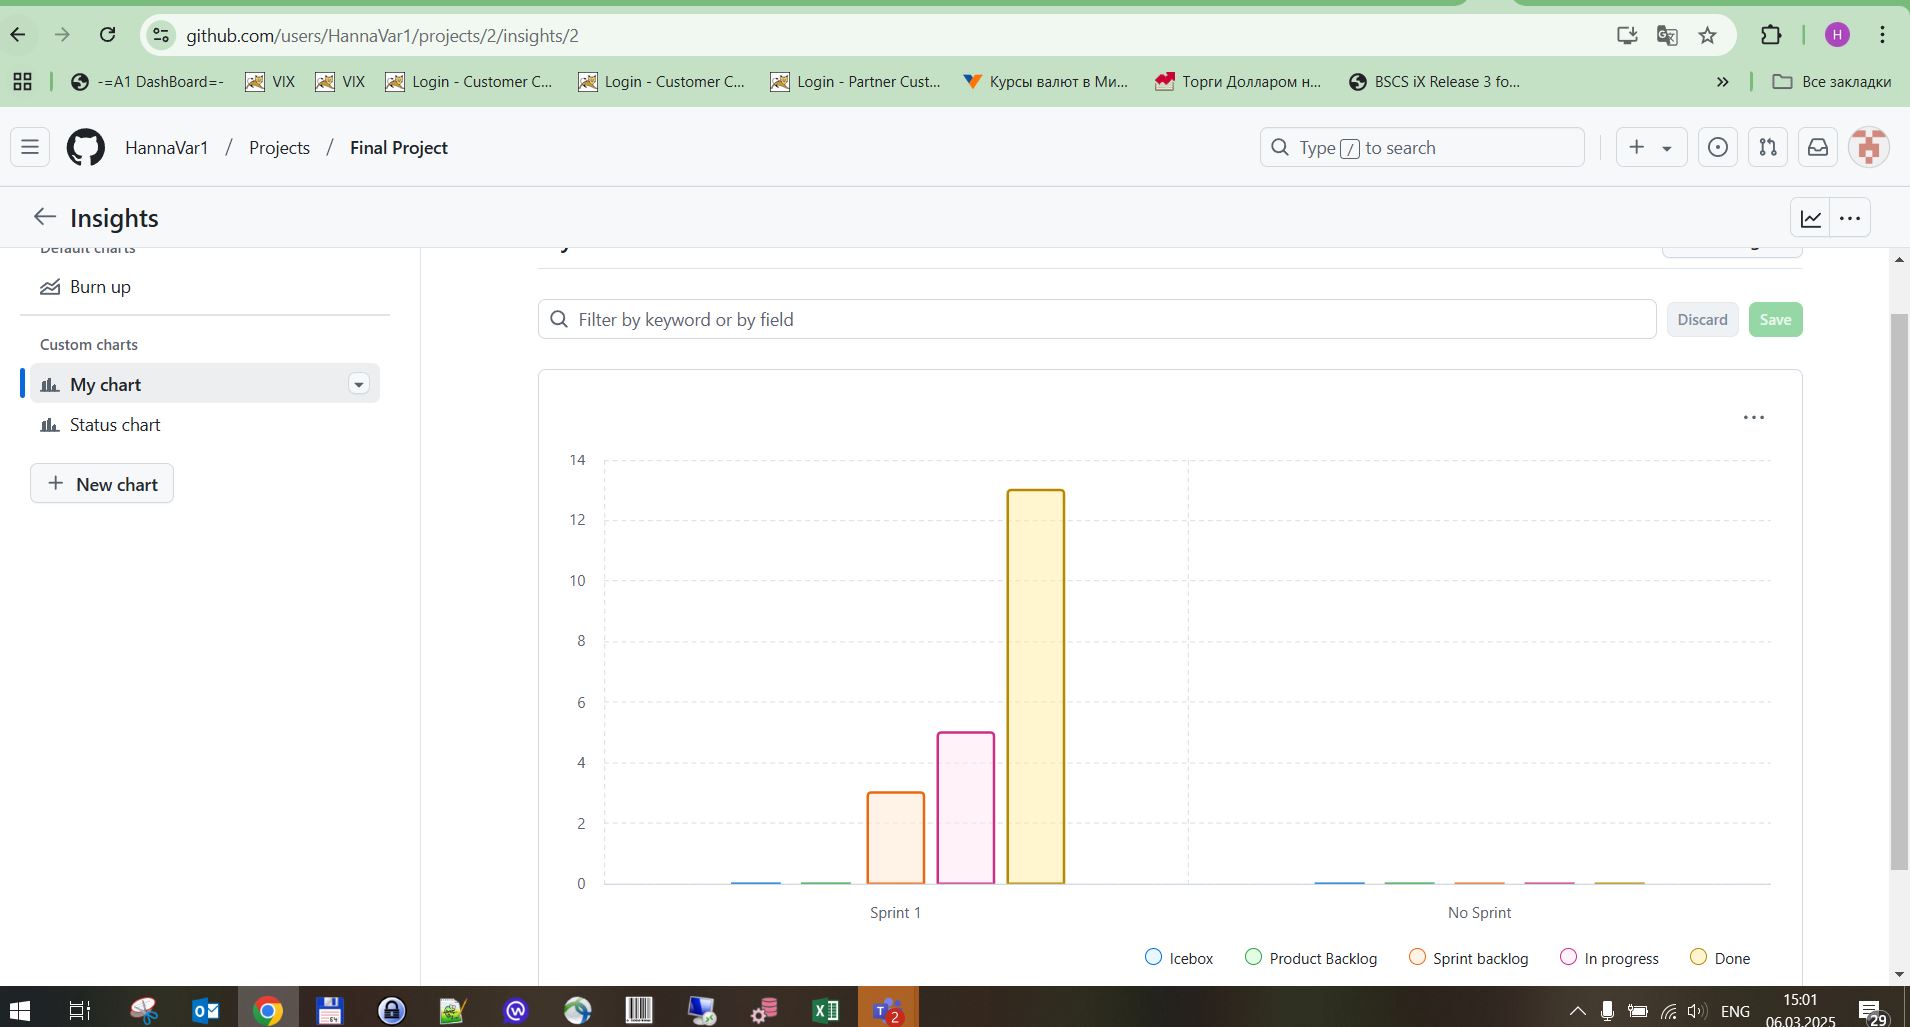 github.com/users/HannaVar1/projects/2/insights/2
-=A1 DashBoard=-
VIX
VIX
Login - Customer C...
Login - Customer C...
Login - Partner Cust...
Курсы валют в Ми...
Торги Долларом н...
BSCS iX Release 3 fo...
»
Все закладки
H
HannaVar1 / Projects / Final Project
Type / to search
Insights
Default charts
Burn up
Custom charts
My chart
Status chart
New chart
Filter by keyword or by field
Discard
Save
14
12
10
8
6
4
2
0
Sprint 1
No Sprint
Icebox
Product Backlog
Sprint backlog
In progress
Done
64
W
X
T
2
ENG
15:01
06.03.2025
29